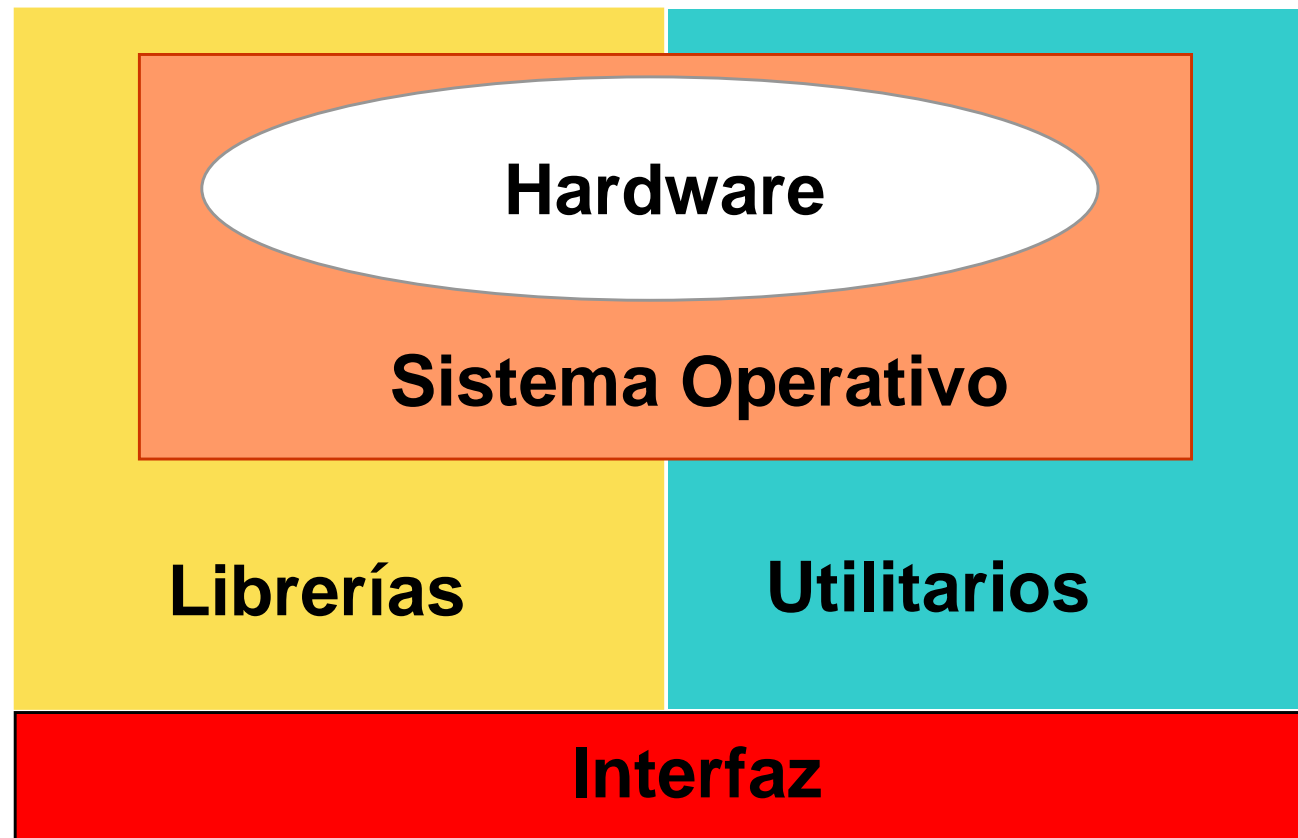 Hardware
Sistema Operativo
Librerías
Utilitarios
Interfaz